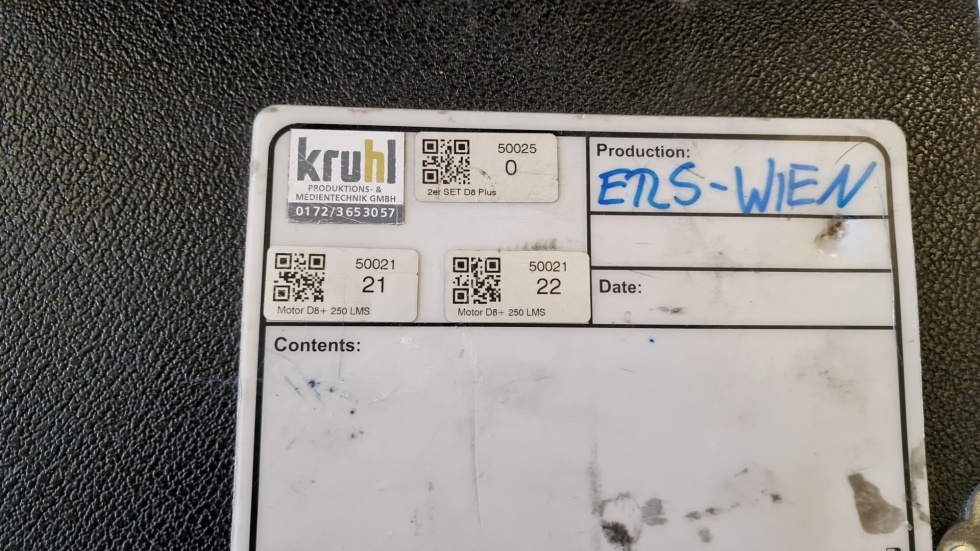 kruhl
PRODUKTIONS- &
MEDIENTECHNIK GMBH
0172/3653057
50025
0
2er SET D8 Plus
Production:
ERS-WIEN
50021
21
Motor D8+ 250 LMS
50021
22
Motor D8+ 250 LMS
Date:
Contents: